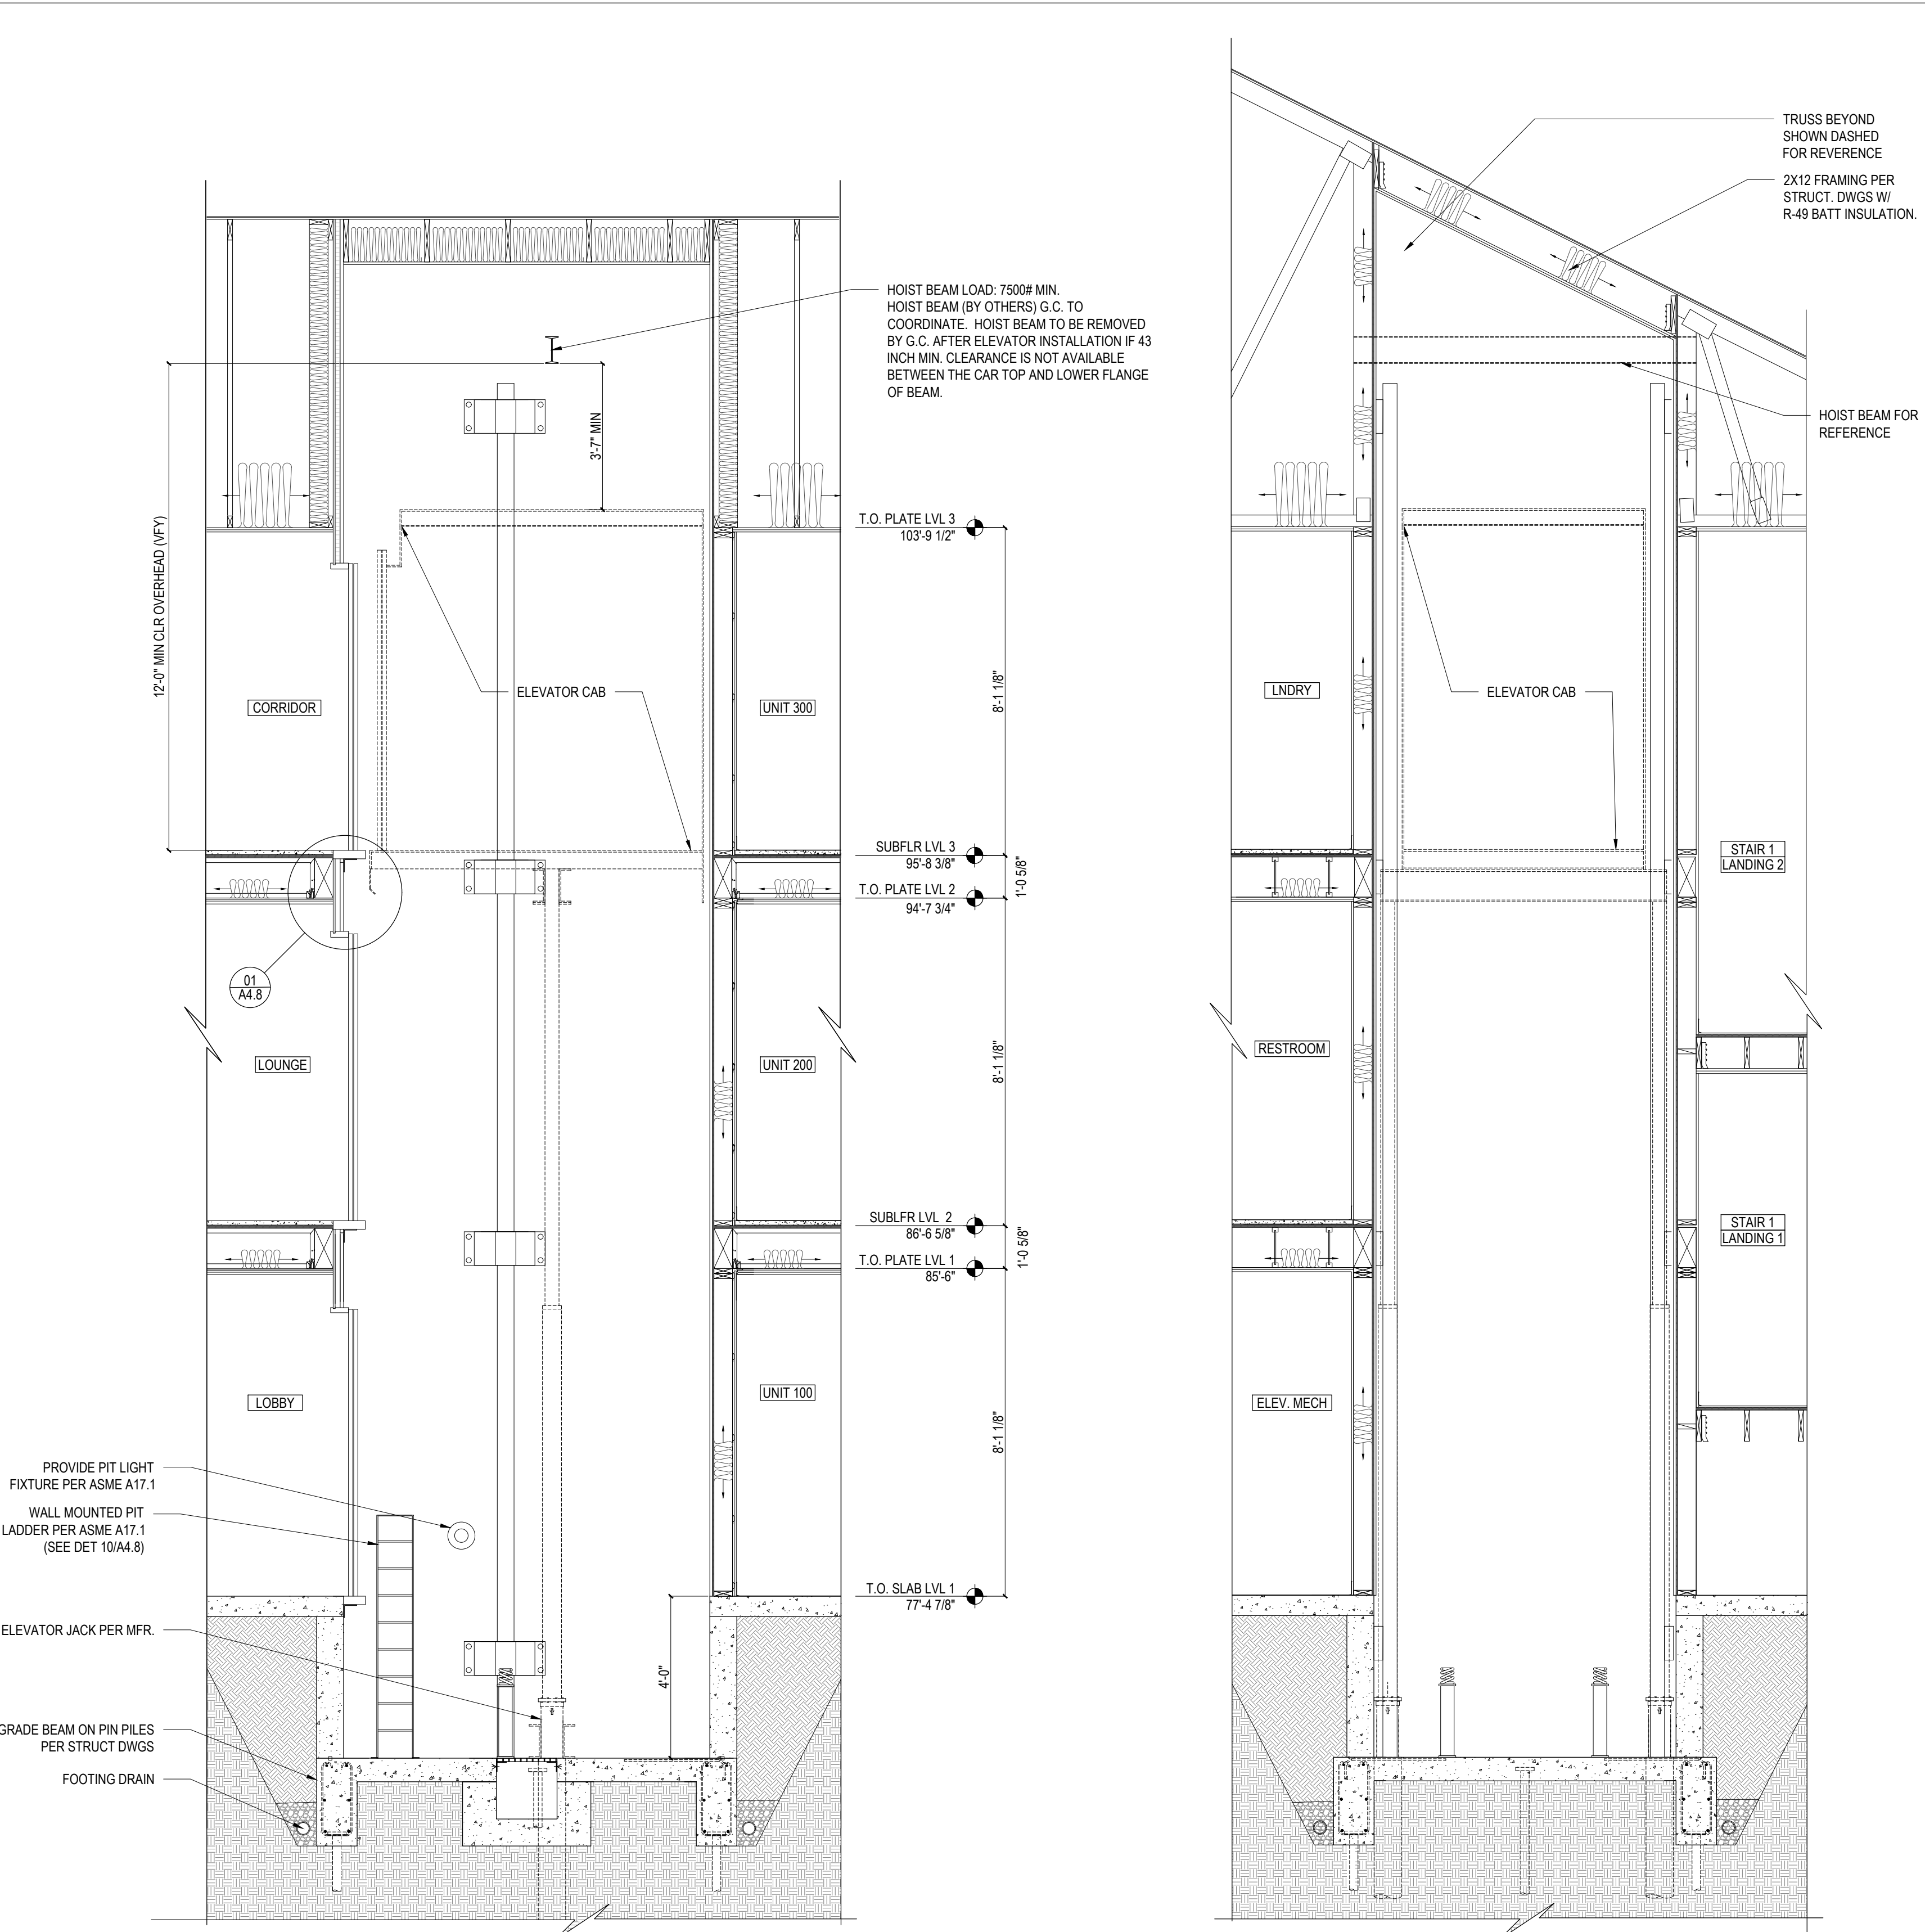 HOIST BEAM LOAD: 7500# MIN.
HOIST BEAM (BY OTHERS) G.C. TO
COORDINATE. HOIST BEAM TO BE REMOVED
BY G.C. AFTER ELEVATOR INSTALLATION IF 43
INCH MIN. CLEARANCE IS NOT AVAILABLE
BETWEEN THE CAR TOP AND LOWER FLANGE
OF BEAM.
3'-7" MIN
12'-0" MIN CLR OVERHEAD (VFY)
T.O. PLATE LVL 3
103'-9 1/2"
ELEVATOR CAB
CORRIDOR
UNIT 300
8'-1 1/8"
SUBFLR LVL 3
95'-8 3/8"
1'-0 5/8"
T.O. PLATE LVL 2
94'-7 3/4"
01
A4.8
LOUNGE
UNIT 200
8'-1 1/8"
SUBLFR LVL 2
86'-6 5/8"
1'-0 5/8"
T.O. PLATE LVL 1
85'-6"
LOBBY
UNIT 100
8'-1 1/8"
PROVIDE PIT LIGHT
FIXTURE PER ASME A17.1
WALL MOUNTED PIT
LADDER PER ASME A17.1
(SEE DET 10/A4.8)
T.O. SLAB LVL 1
77'-4 7/8"
ELEVATOR JACK PER MFR.
4'-0"
GRADE BEAM ON PIN PILES
PER STRUCT DWGS
FOOTING DRAIN
TRUSS BEYOND
SHOWN DASHED
FOR REVERENCE
2X12 FRAMING PER
STRUCT. DWGS W/
R-49 BATT INSULATION.
HOIST BEAM FOR
REFERENCE
LNDRY
ELEVATOR CAB
STAIR 1
LANDING 2
RESTROOM
STAIR 1
LANDING 1
ELEV. MECH